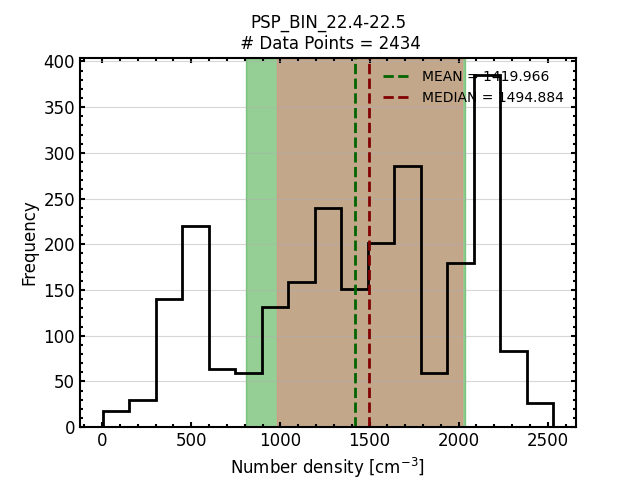 PSP_BIN_22.4-22.5
# Data Points = 2434
400
350
300
250
200
150
100
50
0
Frequency
MEAN = 1419.966
MEDIAN = 1494.884
0 500 1000 1500 2000 2500
Number density [cm⁻³]